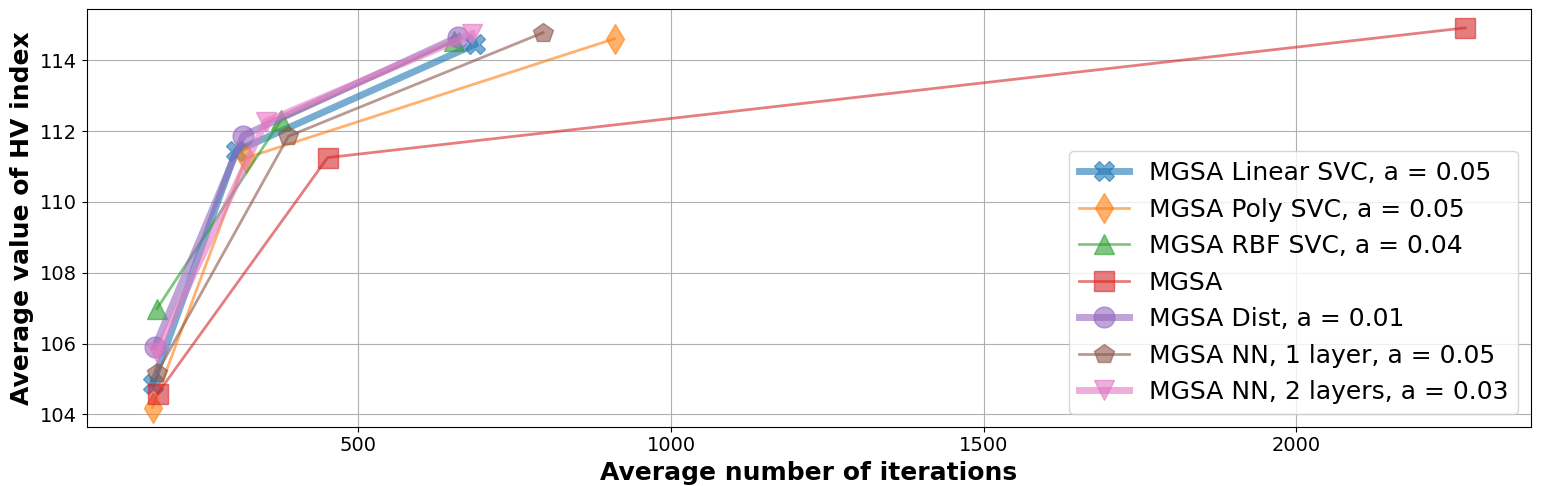 Average value of HV index
114
112
110
108
106
104
500
1000
1500
2000
Average number of iterations
MGSA Linear SVC, a = 0.05
MGSA Poly SVC, a = 0.05
MGSA RBF SVC, a = 0.04
MGSA
MGSA Dist, a = 0.01
MGSA NN, 1 layer, a = 0.05
MGSA NN, 2 layers, a = 0.03